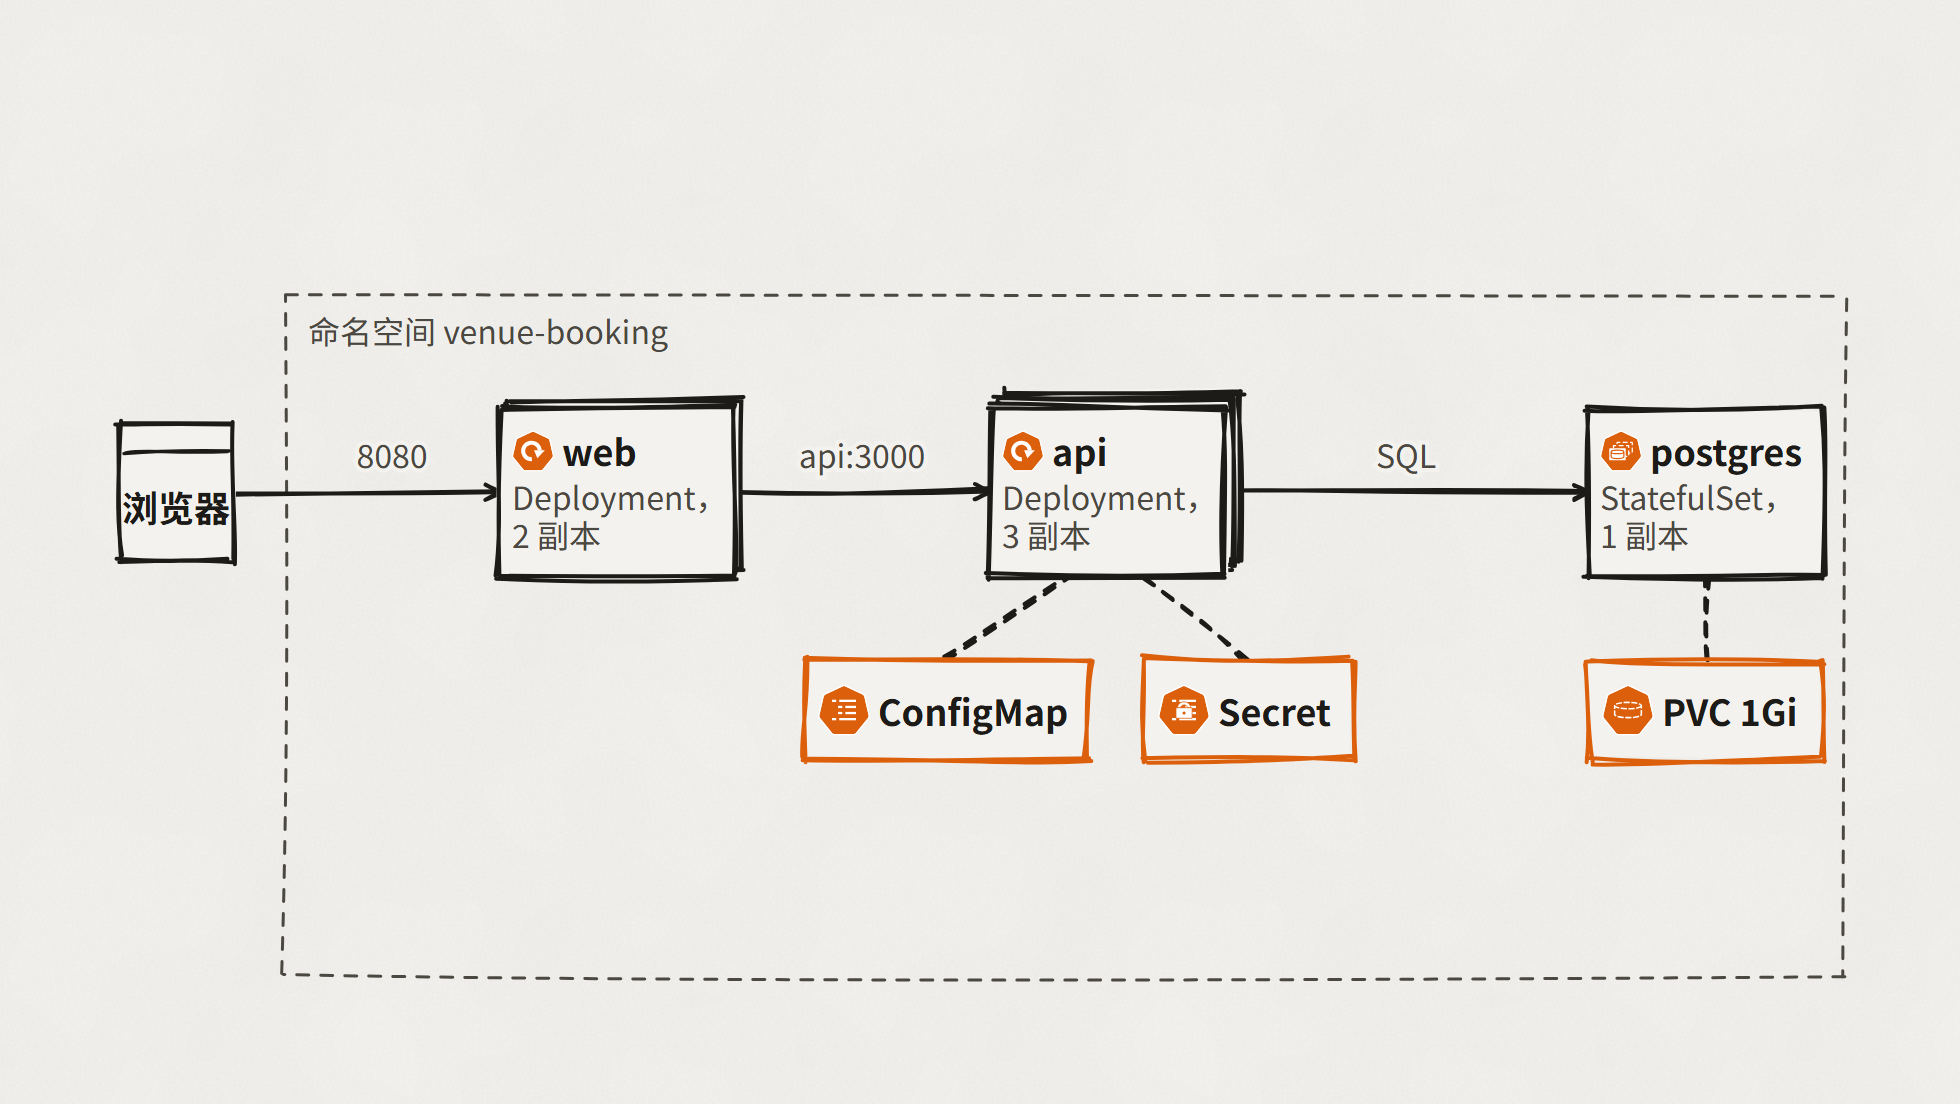 命名空间 venue-booking
浏览器
8080
web
Deployment，
2 副本
api:3000
api
Deployment，
3 副本
SQL
postgres
StatefulSet，
1 副本
ConfigMap
Secret
PVC 1Gi